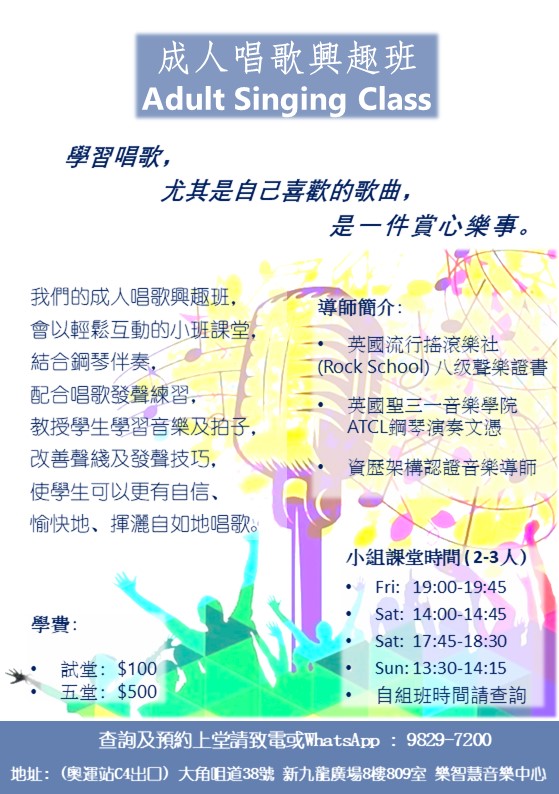 成人唱歌興趣班
Adult Singing Class
學習唱歌，
尤其是自己喜歡的歌曲，
是一件賞心樂事。
我們的成人唱歌興趣班，
會以輕鬆互動的小班課堂，
結合鋼琴伴奏，
配合唱歌發聲練習，
教授學生學習音樂及拍子，
改善聲綫及發聲技巧，
使學生可以更有自信、
愉快地、揮灑自如地唱歌。
學費：
• 試堂：$100
• 五堂：$500
導師簡介：
• 英國流行搖滾樂社
(Rock School) 八级聲樂證書
• 英國聖三一音樂學院
ATCL鋼琴演奏文憑
• 資歷架構認證音樂導師
小組課堂時間 ( 2-3人)
• Fri: 19:00-19:45
• Sat: 14:00-14:45
• Sat: 17:45-18:30
• Sun: 13:30-14:15
• 自組班時間請查詢
查詢及預約上堂請致電或WhatsApp : 9829-7200
地址: (奧運站C4出口) 大角咀道38號 新九龍廣場8樓809室 樂智慧音樂中心